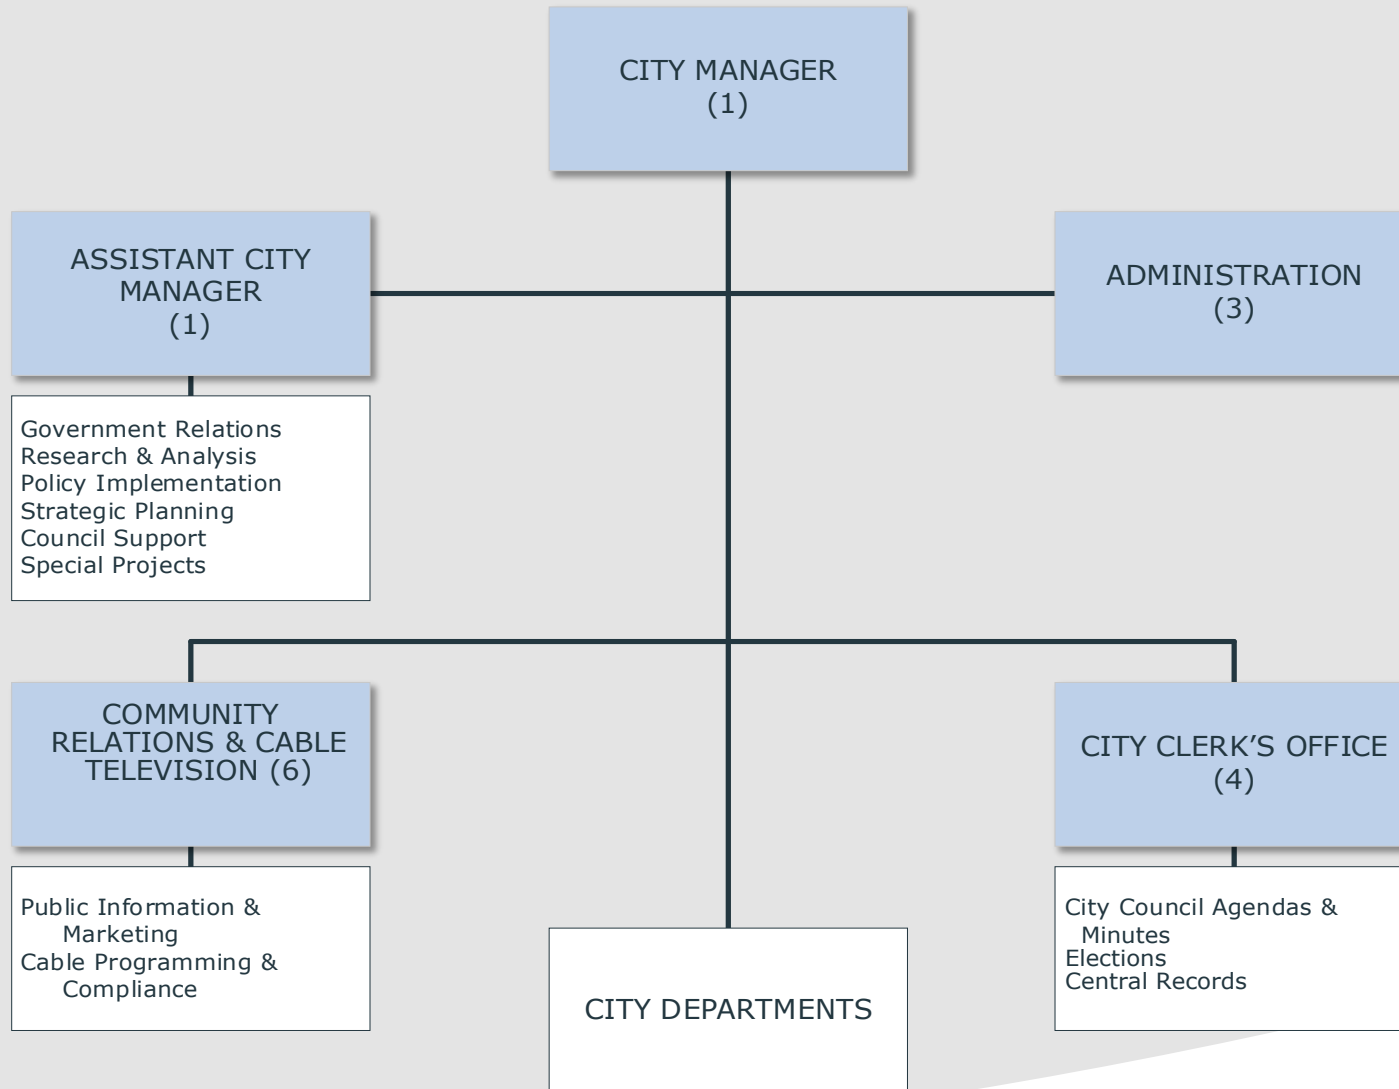 CITY MANAGER
(1)
ASSISTANT CITY
MANAGER
(1)
ADMINISTRATION
(3)
Government Relations
Research & Analysis
Policy Implementation
Strategic Planning
Council Support
Special Projects
COMMUNITY
RELATIONS & CABLE
TELEVISION (6)
CITY CLERK’S OFFICE
(4)
Public Information &
Marketing
Cable Programming &
Compliance
City Council Agendas &
Minutes
Elections
Central Records
CITY DEPARTMENTS